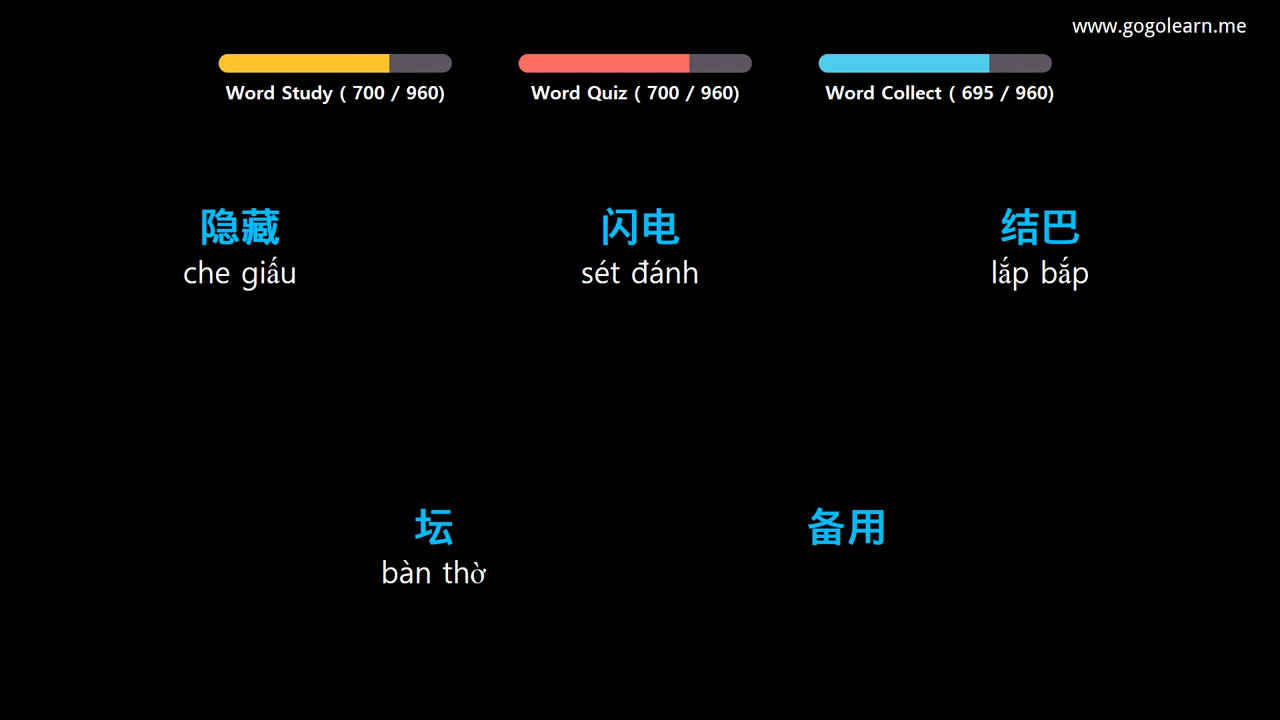 www.gogolearn.me
Word Study ( 700 / 960)
Word Quiz ( 700 / 960)
Word Collect ( 695 / 960)
隐藏
che giấu
闪电
sét đánh
结巴
lắp bắp
坛
bàn thờ
备用